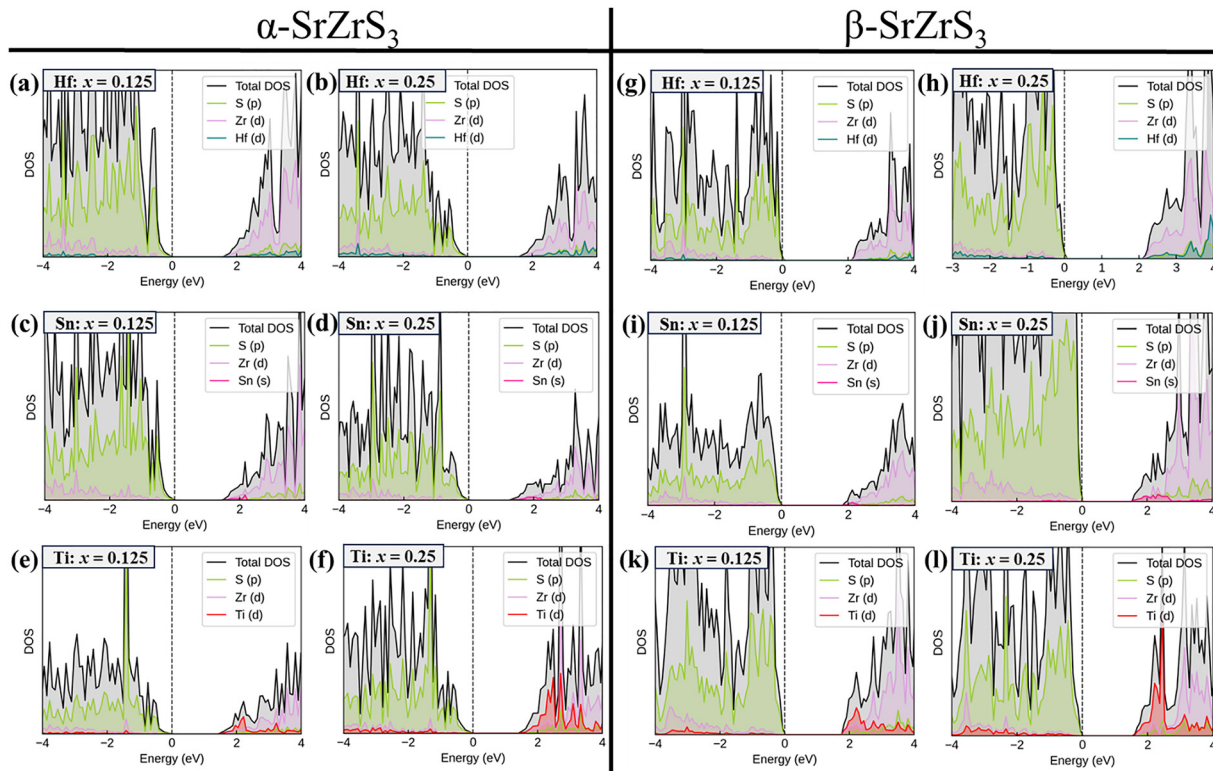 α-SrZrS3
β-SrZrS3
(a)
Hf: x = 0.125
Total DOS
S (p)
Zr (d)
Hf (d)
DOS
−4 −2 0 2 4
Energy (eV)
(b)
Hf: x = 0.25
Total DOS
S (p)
Zr (d)
Hf (d)
DOS
−4 −2 0 2 4
Energy (eV)
(g)
Hf: x = 0.125
Total DOS
S (p)
Zr (d)
Hf (d)
DOS
−4 −2 0 2 4
Energy (eV)
(h)
Hf: x = 0.25
Total DOS
S (p)
Zr (d)
Hf (d)
DOS
−3 −2 −1 0 1 2 3 4
Energy (eV)
(c)
Sn: x = 0.125
Total DOS
S (p)
Zr (d)
Sn (s)
DOS
−4 −2 0 2 4
Energy (eV)
(d)
Sn: x = 0.25
Total DOS
S (p)
Zr (d)
Sn (s)
DOS
−4 −2 0 2 4
Energy (eV)
(i)
Sn: x = 0.125
Total DOS
S (p)
Zr (d)
Sn (s)
DOS
−4 −2 0 2 4
Energy (eV)
(j)
Sn: x = 0.25
Total DOS
S (p)
Zr (d)
Sn (s)
DOS
−4 −2 0 2 4
Energy (eV)
(e)
Ti: x = 0.125
Total DOS
S (p)
Zr (d)
Ti (d)
DOS
−4 −2 0 2 4
Energy (eV)
(f)
Ti: x = 0.25
Total DOS
S (p)
Zr (d)
Ti (d)
DOS
−4 −2 0 2 4
Energy (eV)
(k)
Ti: x = 0.125
Total DOS
S (p)
Zr (d)
Ti (d)
DOS
−4 −2 0 2 4
Energy (eV)
(l)
Ti: x = 0.25
Total DOS
S (p)
Zr (d)
Ti (d)
DOS
−4 −2 0 2 4
Energy (eV)